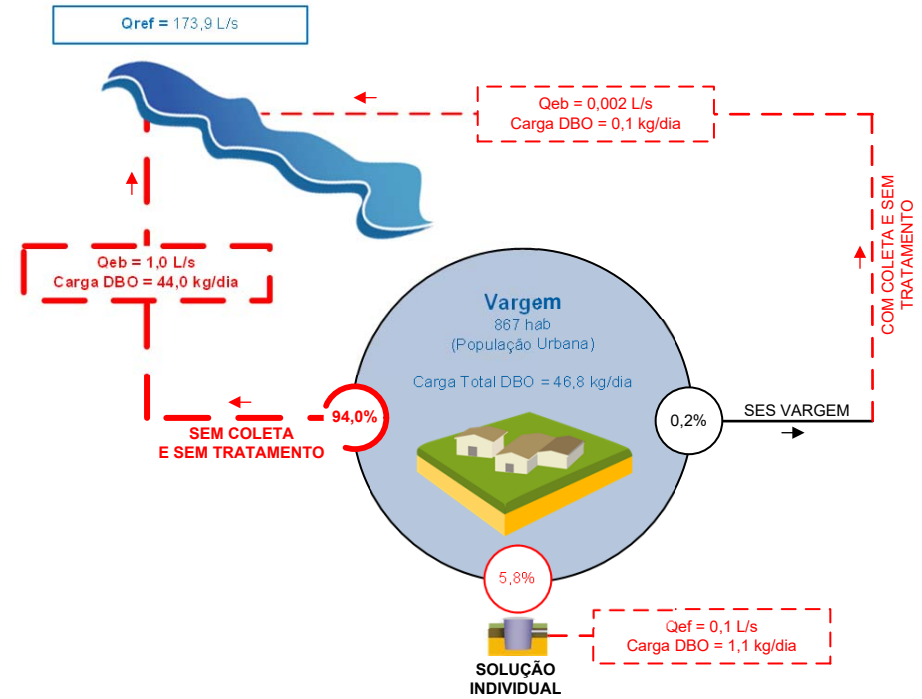 Qref = 173,9 L/s
Qeb = 0,002 L/s
Carga DBO = 0,1 kg/dia
COM COLETA E SEM
TRATAMENTO
Qeb = 1,0 L/s
Carga DBO = 44,0 kg/dia
Vargem
867 hab
(População Urbana)
Carga Total DBO = 46,8 kg/dia
94,0%
0,2%
SES VARGEM
SEM COLETA
E SEM TRATAMENTO
5,8%
Qef = 0,1 L/s
Carga DBO = 1,1 kg/dia
SOLUÇÃO
INDIVIDUAL